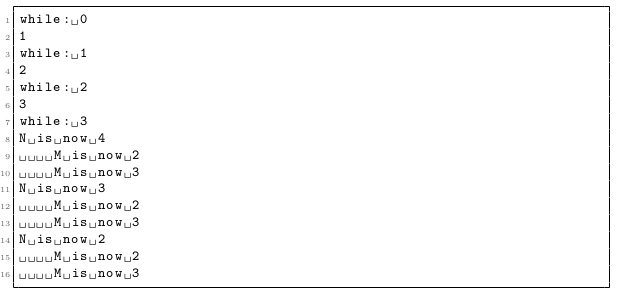 1 while:␣0
2 1
3 while:␣1
4 2
5 while:␣2
6 3
7 while:␣3
8 N␣is␣now␣4
9 ␣␣␣␣M␣is␣now␣2
10 ␣␣␣␣M␣is␣now␣3
11 N␣is␣now␣3
12 ␣␣␣␣M␣is␣now␣2
13 ␣␣␣␣M␣is␣now␣3
14 N␣is␣now␣2
15 ␣␣␣␣M␣is␣now␣2
16 ␣␣␣␣M␣is␣now␣3